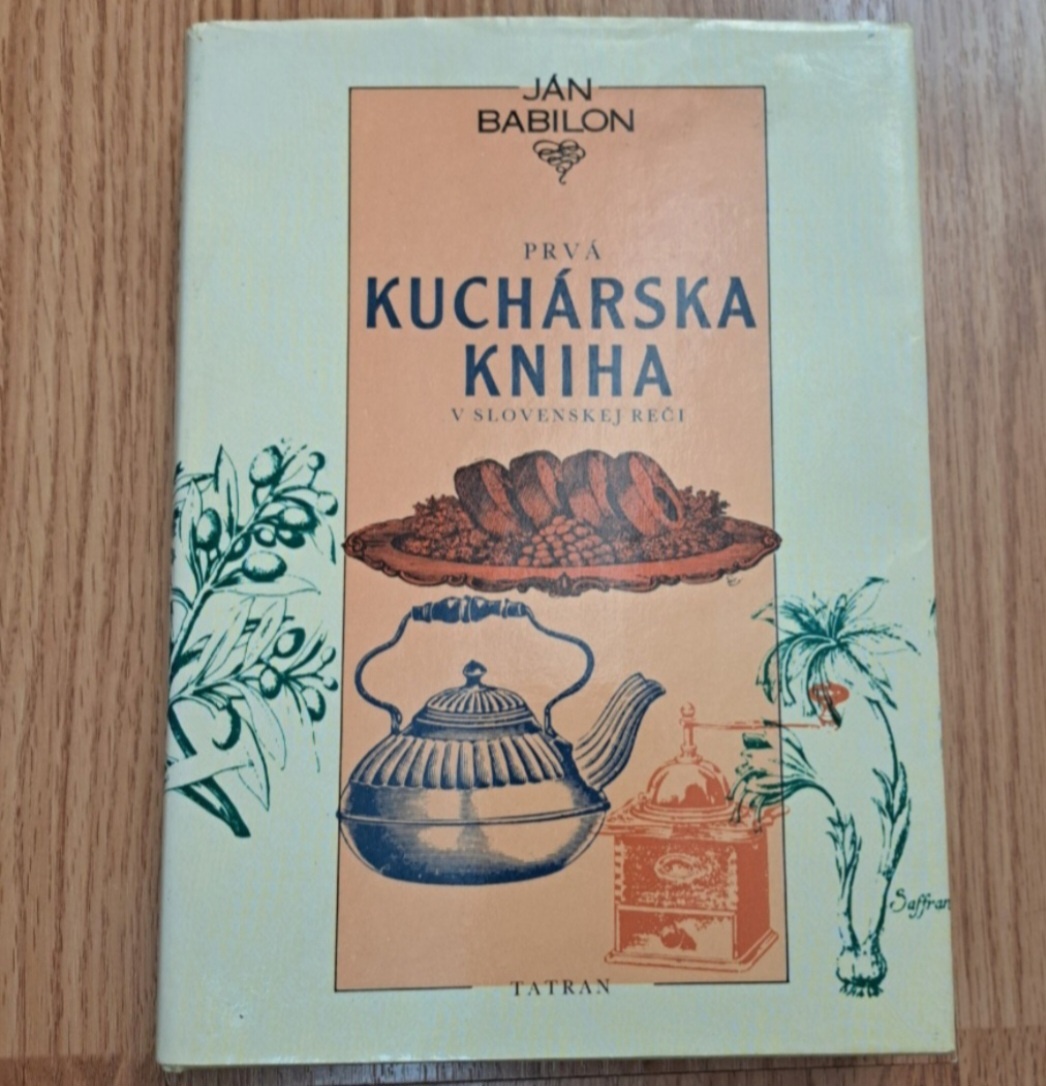 JÁN
BABILON
PRVÁ
KUCHÁRSKA
KNIHA
V SLOVENSKEJ REČI
Saffran
TATRAN